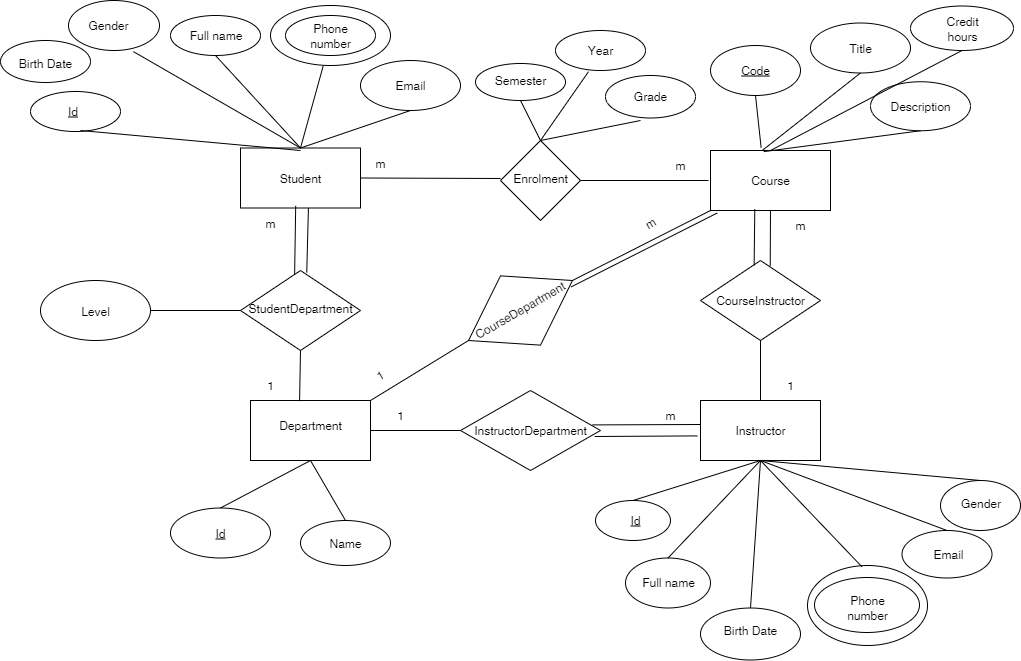 Gender
Full name
Phone
number
Birth Date
Email
Id
Year
Semester
Grade
Credit
hours
Title
Code
Description
Student
m
Enrolment
m
Course
m
m
m
Level
StudentDepartment
CourseDepartment
CourseInstructor
1
1
1
1
Department
InstructorDepartment
m
Instructor
Id
Name
Id
Full name
Birth Date
Phone
number
Email
Gender